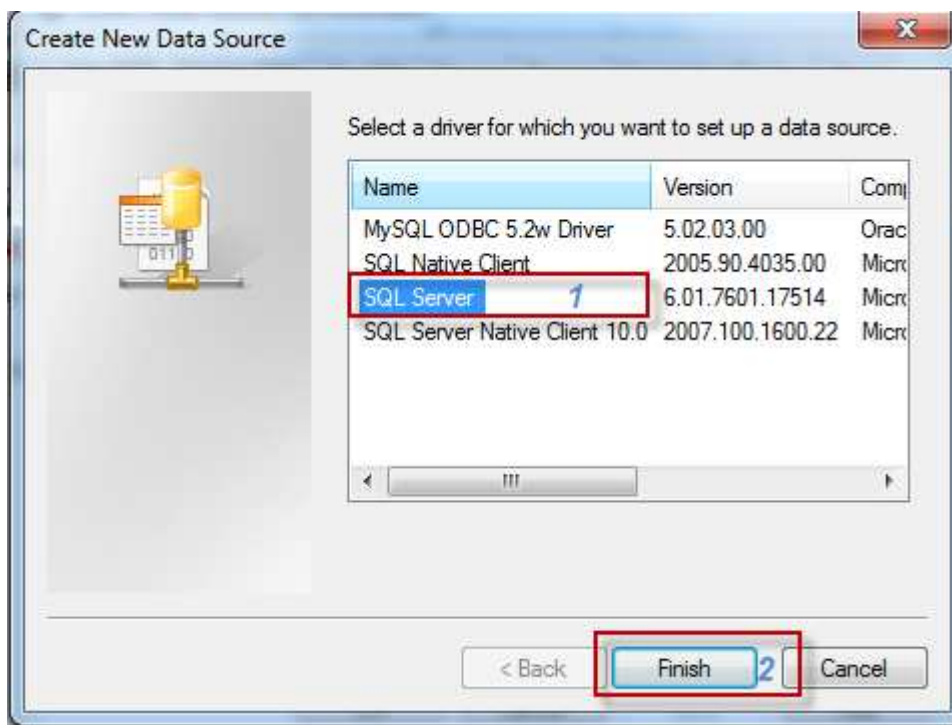 Create New Data Source
Select a driver for which you want to set up a data source.
Name Version
MySQL ODBC 5.2w Driver 5.02.03.00
SQL Native Client 2005.90.4035.00
SQL Server 1 6.01.7601.17514
SQL Server Native Client 10.0 2007.100.1600.22
< Back Finish 2 Cancel